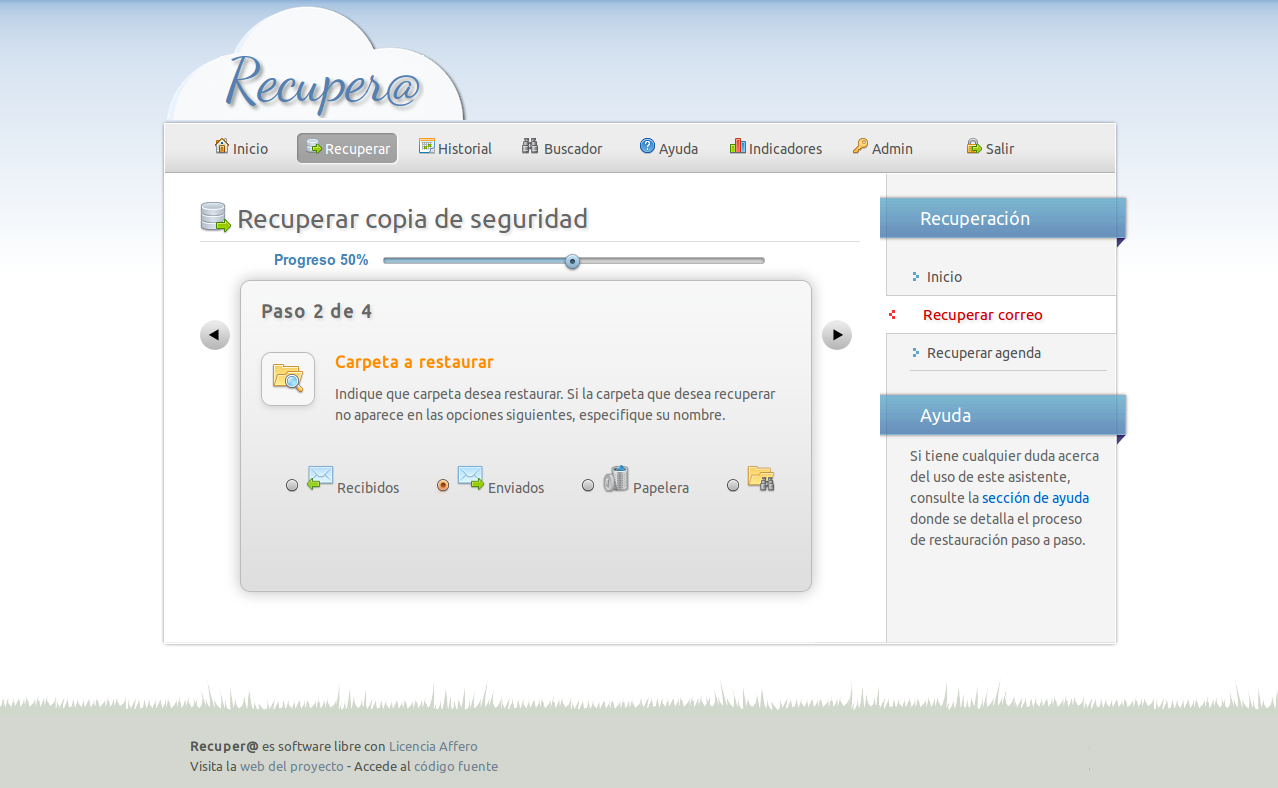 Recuper@
Inicio
Recuperar
Historial
Buscador
Ayuda
Indicadores
Admin
Salir
Recuperar copia de seguridad
Progreso 50%
Paso 2 de 4
Carpeta a restaurar
Indique que carpeta desea restaurar. Si la carpeta que desea recuperar
no aparece en las opciones siguientes, especifique su nombre.
Recibidos
Enviados
Papelera
Recuperación
Inicio
Recuperar correo
Recuperar agenda
Ayuda
Si tiene cualquier duda acerca
del uso de este asistente,
consulte la sección de ayuda
donde se detalla el proceso
de restauración paso a paso.
Recuper@ es software libre con Licencia Affero
Visita la web del proyecto - Accede al código fuente